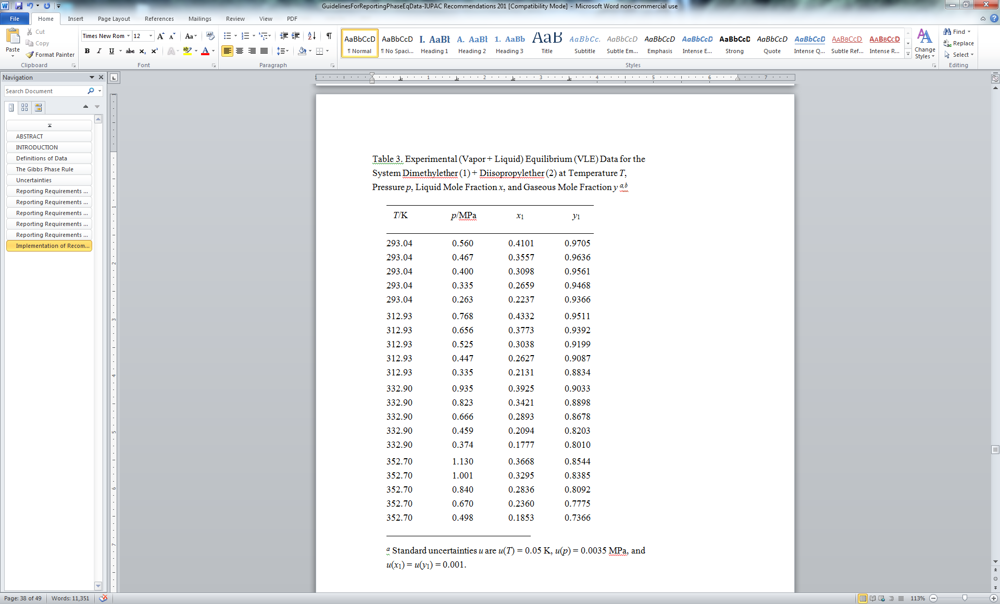 GuidelinesForReportingPhaseEqData-IUPAC Recommendations 201 [Compatibility Mode] - Microsoft Word non-commercial use
File Home Insert Page Layout References Mailings Review View PDF
Paste
Cut
Copy
Format Painter
Clipboard
Times New Rom 12
Font
Paragraph
AaBbCcD AaBbCcD I. AaBl A. AaBl 1. AaBb AaB AaBbCc. AaBbCcD AaBbCcD AaBbCcD AaBbCcD AaBbCcD AaBbCcD AaBbCcD AaBbCcD
¶ Normal ¶ No Spaci... Heading 1 Heading 2 Heading 3 Title Subtitle Subtle Em... Emphasis Intense E... Strong Quote Intense Q... Subtle Ref... Intense R...
Styles
Change Styles
Find
Replace
Select
Editing
Navigation
Search Document
ABSTRACT
INTRODUCTION
Definitions of Data
The Gibbs Phase Rule
Uncertainties
Reporting Requirements ...
Reporting Requirements ...
Reporting Requirements ...
Reporting Requirements ...
Reporting Requirements ...
Implementation of Recom...
Table 3. Experimental (Vapor + Liquid) Equilibrium (VLE) Data for the
System Dimethylether (1) + Diisopropylether (2) at Temperature T,
Pressure p, Liquid Mole Fraction x, and Gaseous Mole Fraction y a,b
T/K p/MPa x1 y1
293.04 0.560 0.4101 0.9705
293.04 0.467 0.3557 0.9636
293.04 0.400 0.3098 0.9561
293.04 0.335 0.2659 0.9468
293.04 0.263 0.2237 0.9366
312.93 0.768 0.4332 0.9511
312.93 0.656 0.3773 0.9392
312.93 0.525 0.3038 0.9199
312.93 0.447 0.2627 0.9087
312.93 0.335 0.2131 0.8834
332.90 0.935 0.3925 0.9033
332.90 0.823 0.3421 0.8898
332.90 0.666 0.2893 0.8678
332.90 0.459 0.2094 0.8203
332.90 0.374 0.1777 0.8010
352.70 1.130 0.3668 0.8544
352.70 1.001 0.3295 0.8385
352.70 0.840 0.2836 0.8092
352.70 0.670 0.2360 0.7775
352.70 0.498 0.1853 0.7366
a Standard uncertainties u are u(T) = 0.05 K, u(p) = 0.0035 MPa, and
u(x1) = u(y1) = 0.001.
Page: 38 of 49 Words: 11,351 113%